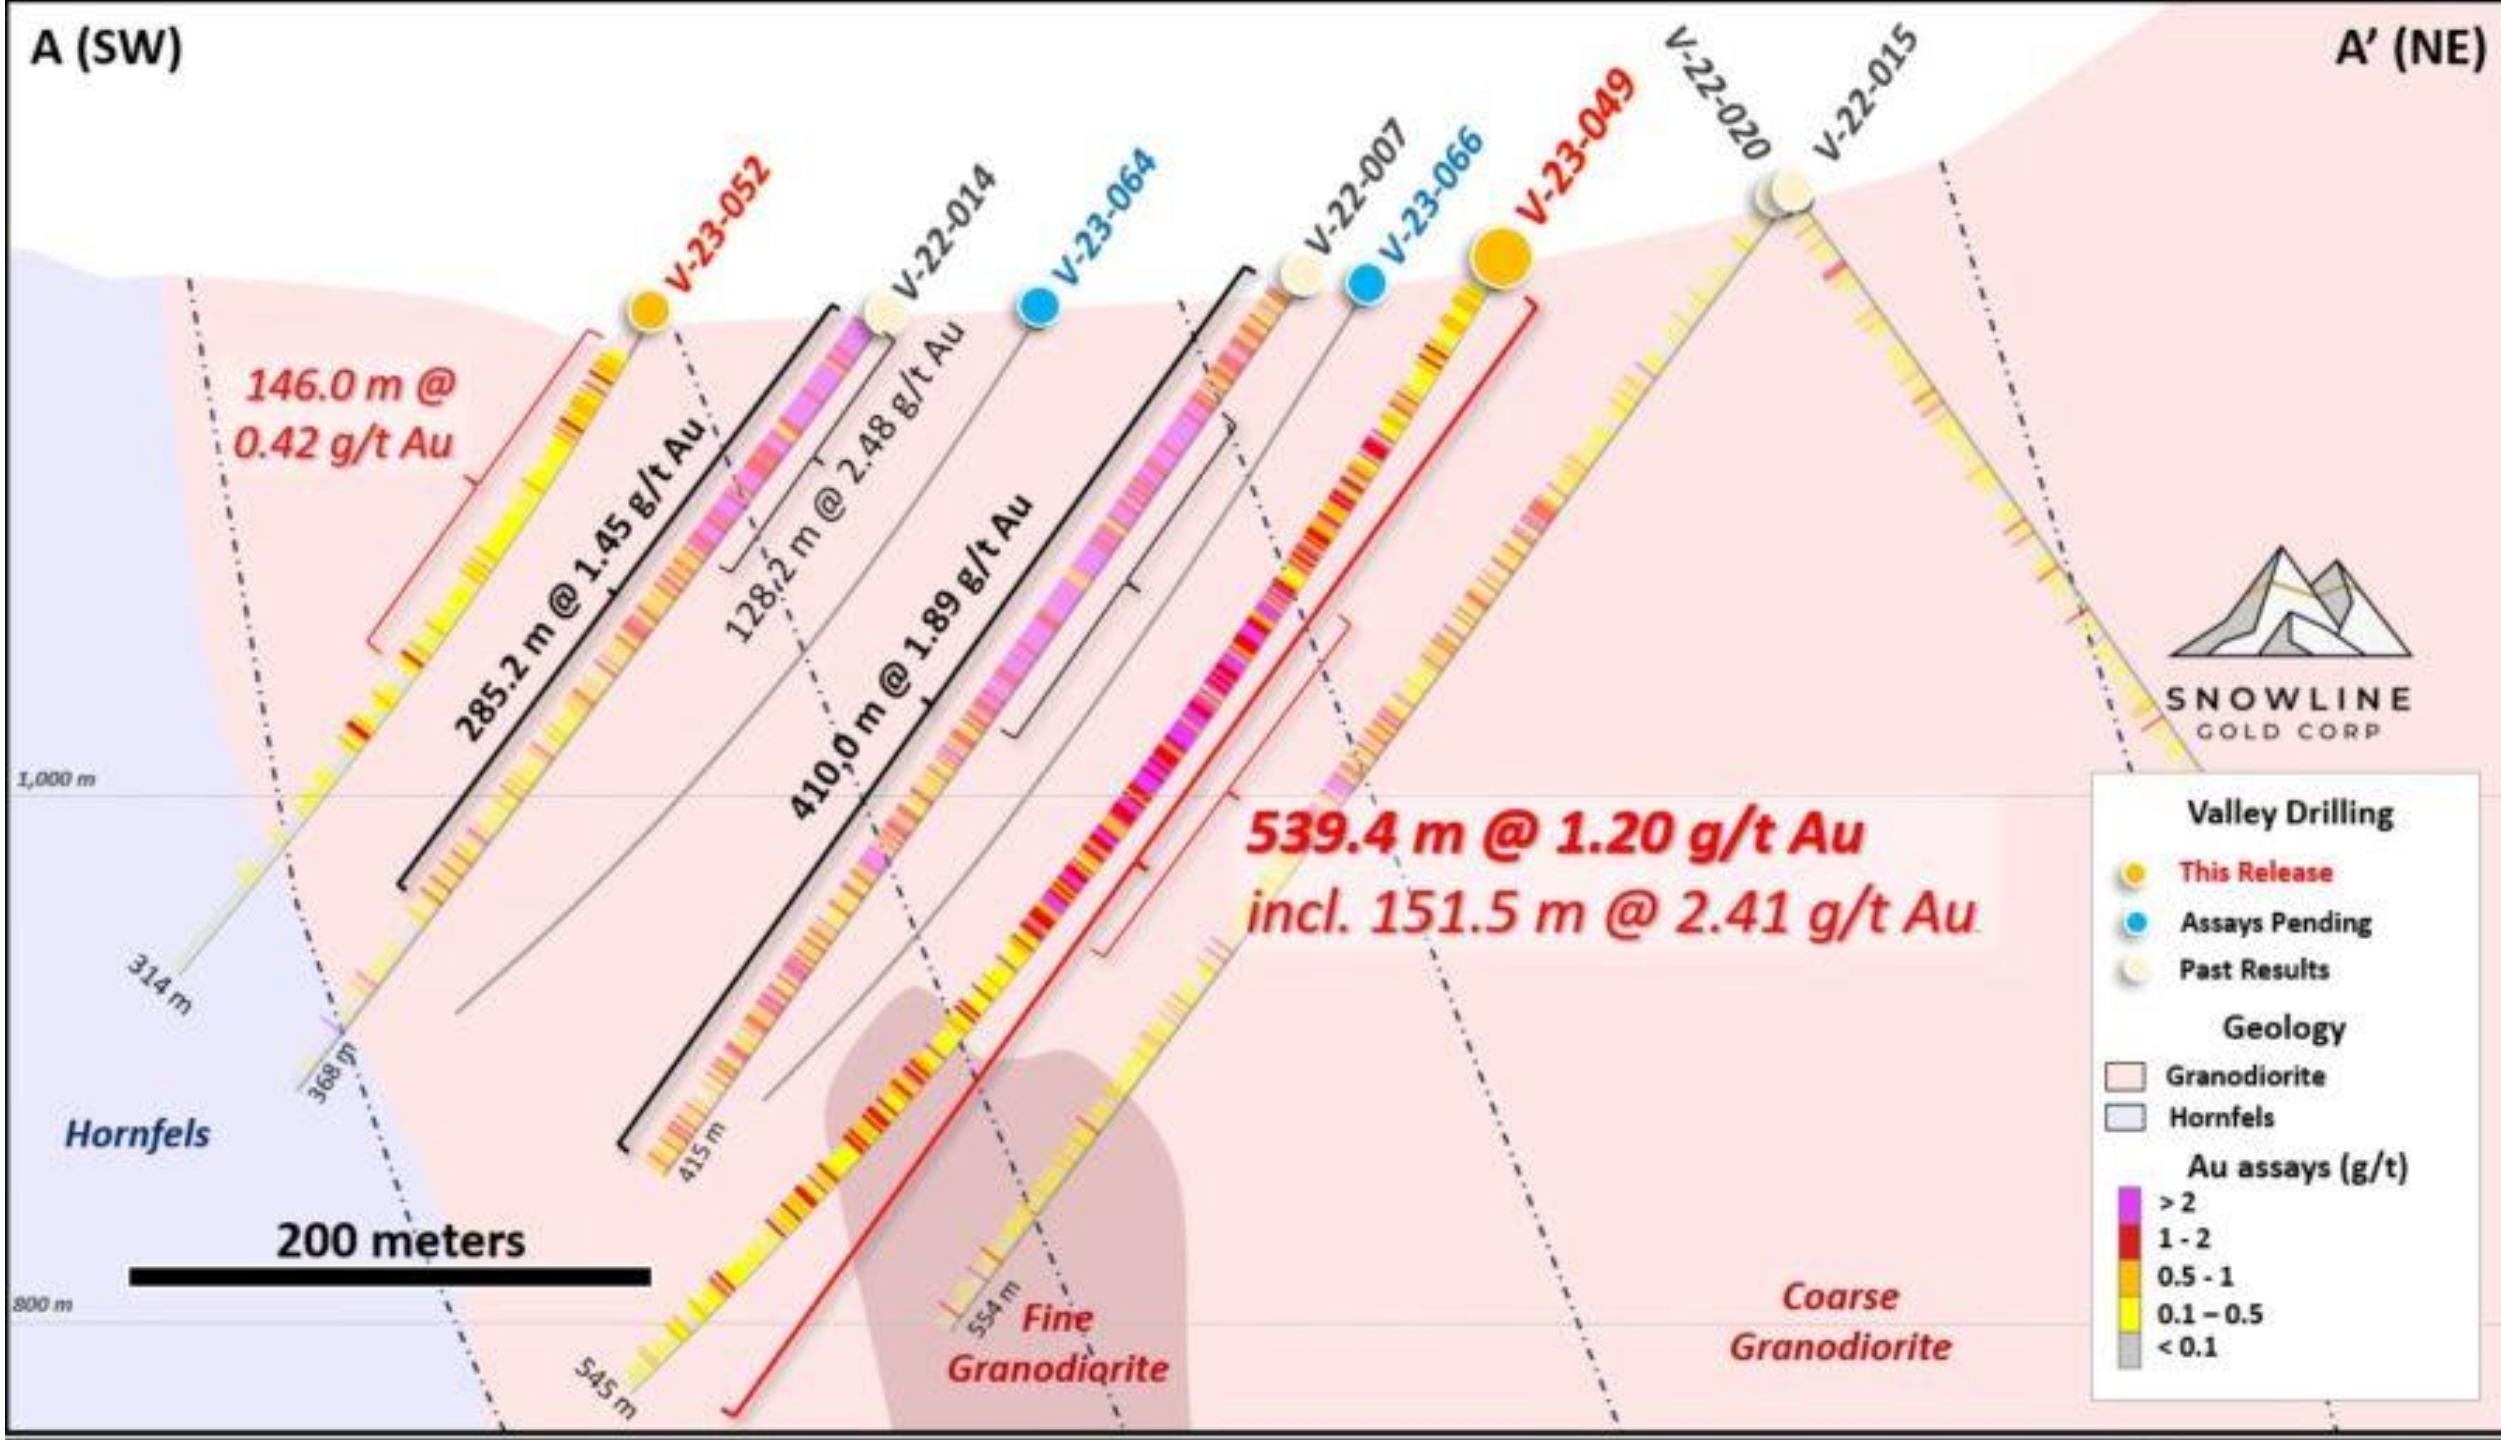 A (SW)
A’ (NE)
V-23-052
V-22-014
V-23-064
V-22-007
V-23-066
V-23-049
V-22-020
V-22-015
146.0 m @
0.42 g/t Au
285.2 m @ 1.45 g/t Au
128.2 m @ 2.48 g/t Au
410.0 m @ 1.89 g/t Au
539.4 m @ 1.20 g/t Au
incl. 151.5 m @ 2.41 g/t Au
SNOWLINE
GOLD CORP
1,000 m
314 m
368 m
415 m
554 m
545 m
Hornfels
200 meters
800 m
Fine
Granodiorite
Coarse
Granodiorite
Valley Drilling
This Release
Assays Pending
Past Results
Geology
Granodiorite
Hornfels
Au assays (g/t)
> 2
1 - 2
0.5 - 1
0.1 – 0.5
< 0.1